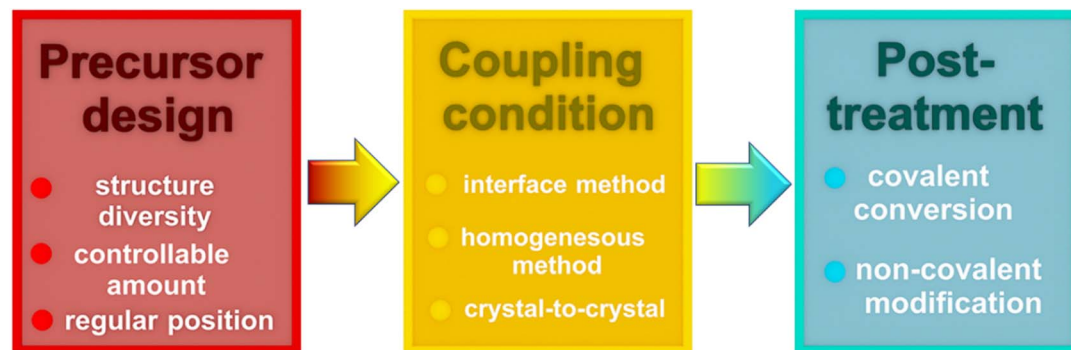 Precursor
design
structure
diversity
controllable
amount
regular position
Coupling
condition
interface method
homogenesous
method
crystal-to-crystal
Post-
treatment
covalent
conversion
non-covalent
modification